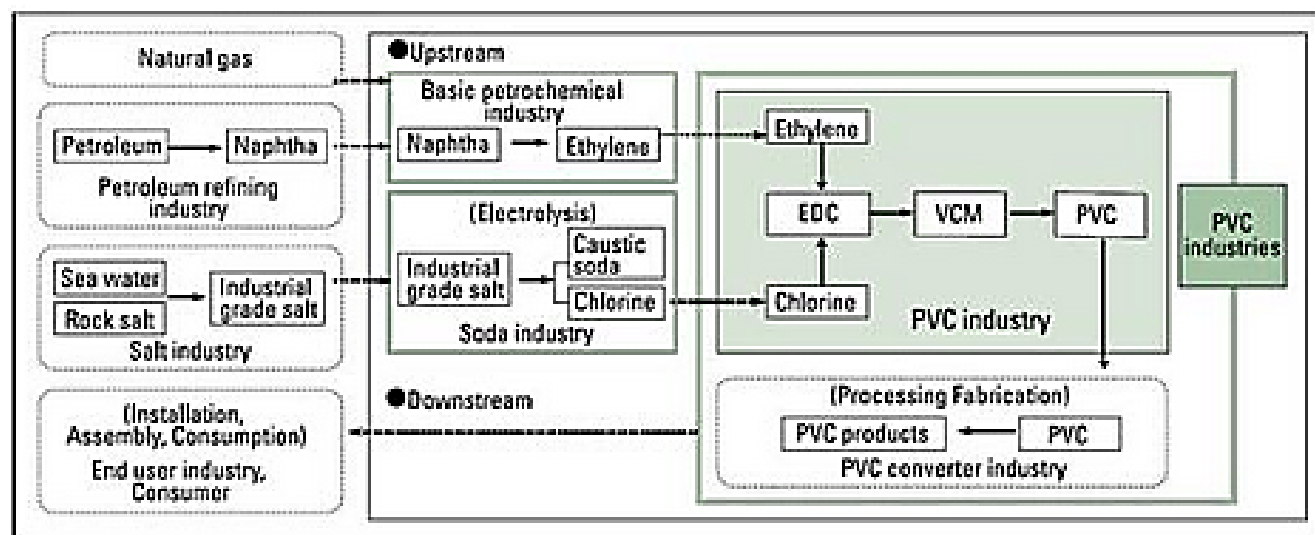 Natural gas
Petroleum
Naphtha
Petroleum refining
industry
Sea water
Rock salt
Industrial
grade salt
Salt industry
(Installation,
Assembly, Consumption)
End user industry,
Consumer
●Upstream
Basic petrochemical
industry
Naphtha
Ethylene
(Electrolysis)
Industrial
grade salt
Caustic
soda
Chlorine
Soda industry
●Downstream
Ethylene
EDC
VCM
PVC
Chlorine
PVC industry
(Processing Fabrication)
PVC products
PVC
PVC converter industry
PVC
industries